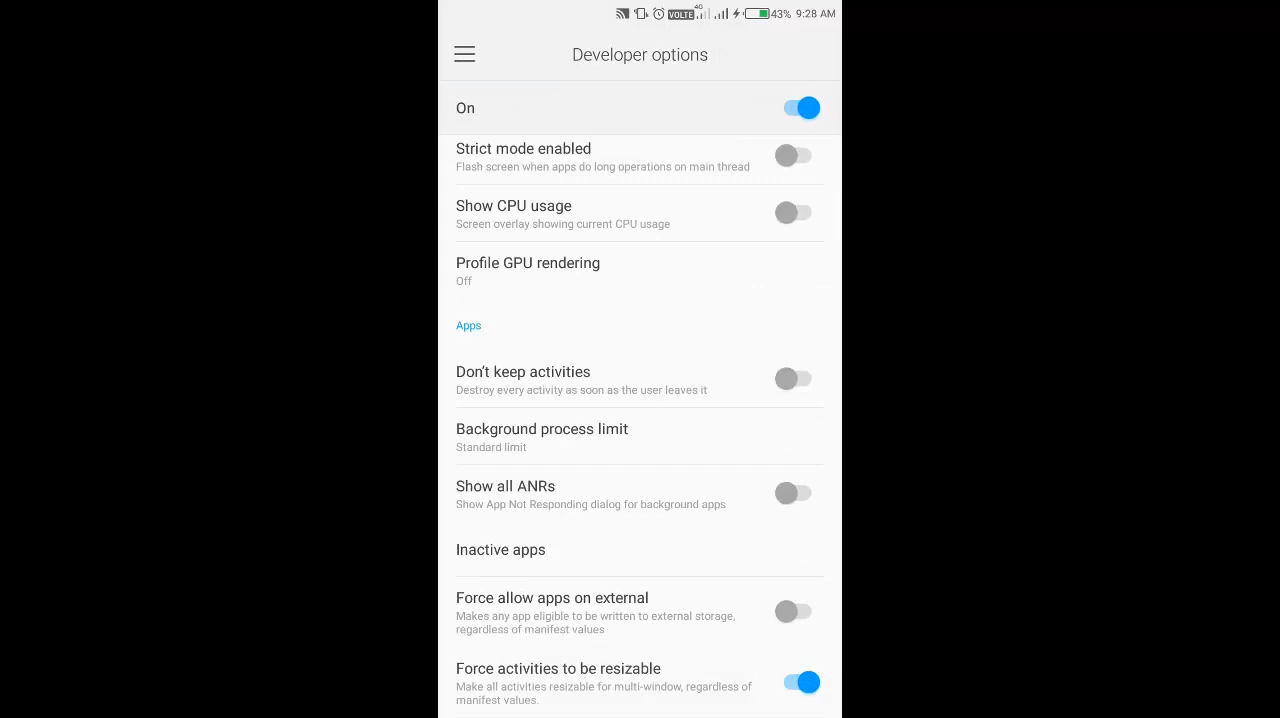 VOLTE 4G 43% 9:28 AM
Developer options
On
Strict mode enabled
Flash screen when apps do long operations on main thread
Show CPU usage
Screen overlay showing current CPU usage
Profile GPU rendering
Off
Apps
Don't keep activities
Destroy every activity as soon as the user leaves it
Background process limit
Standard limit
Show all ANRs
Show App Not Responding dialog for background apps
Inactive apps
Force allow apps on external
Makes any app eligible to be written to external storage,
regardless of manifest values
Force activities to be resizable
Make all activities resizable for multi-window, regardless of
manifest values.